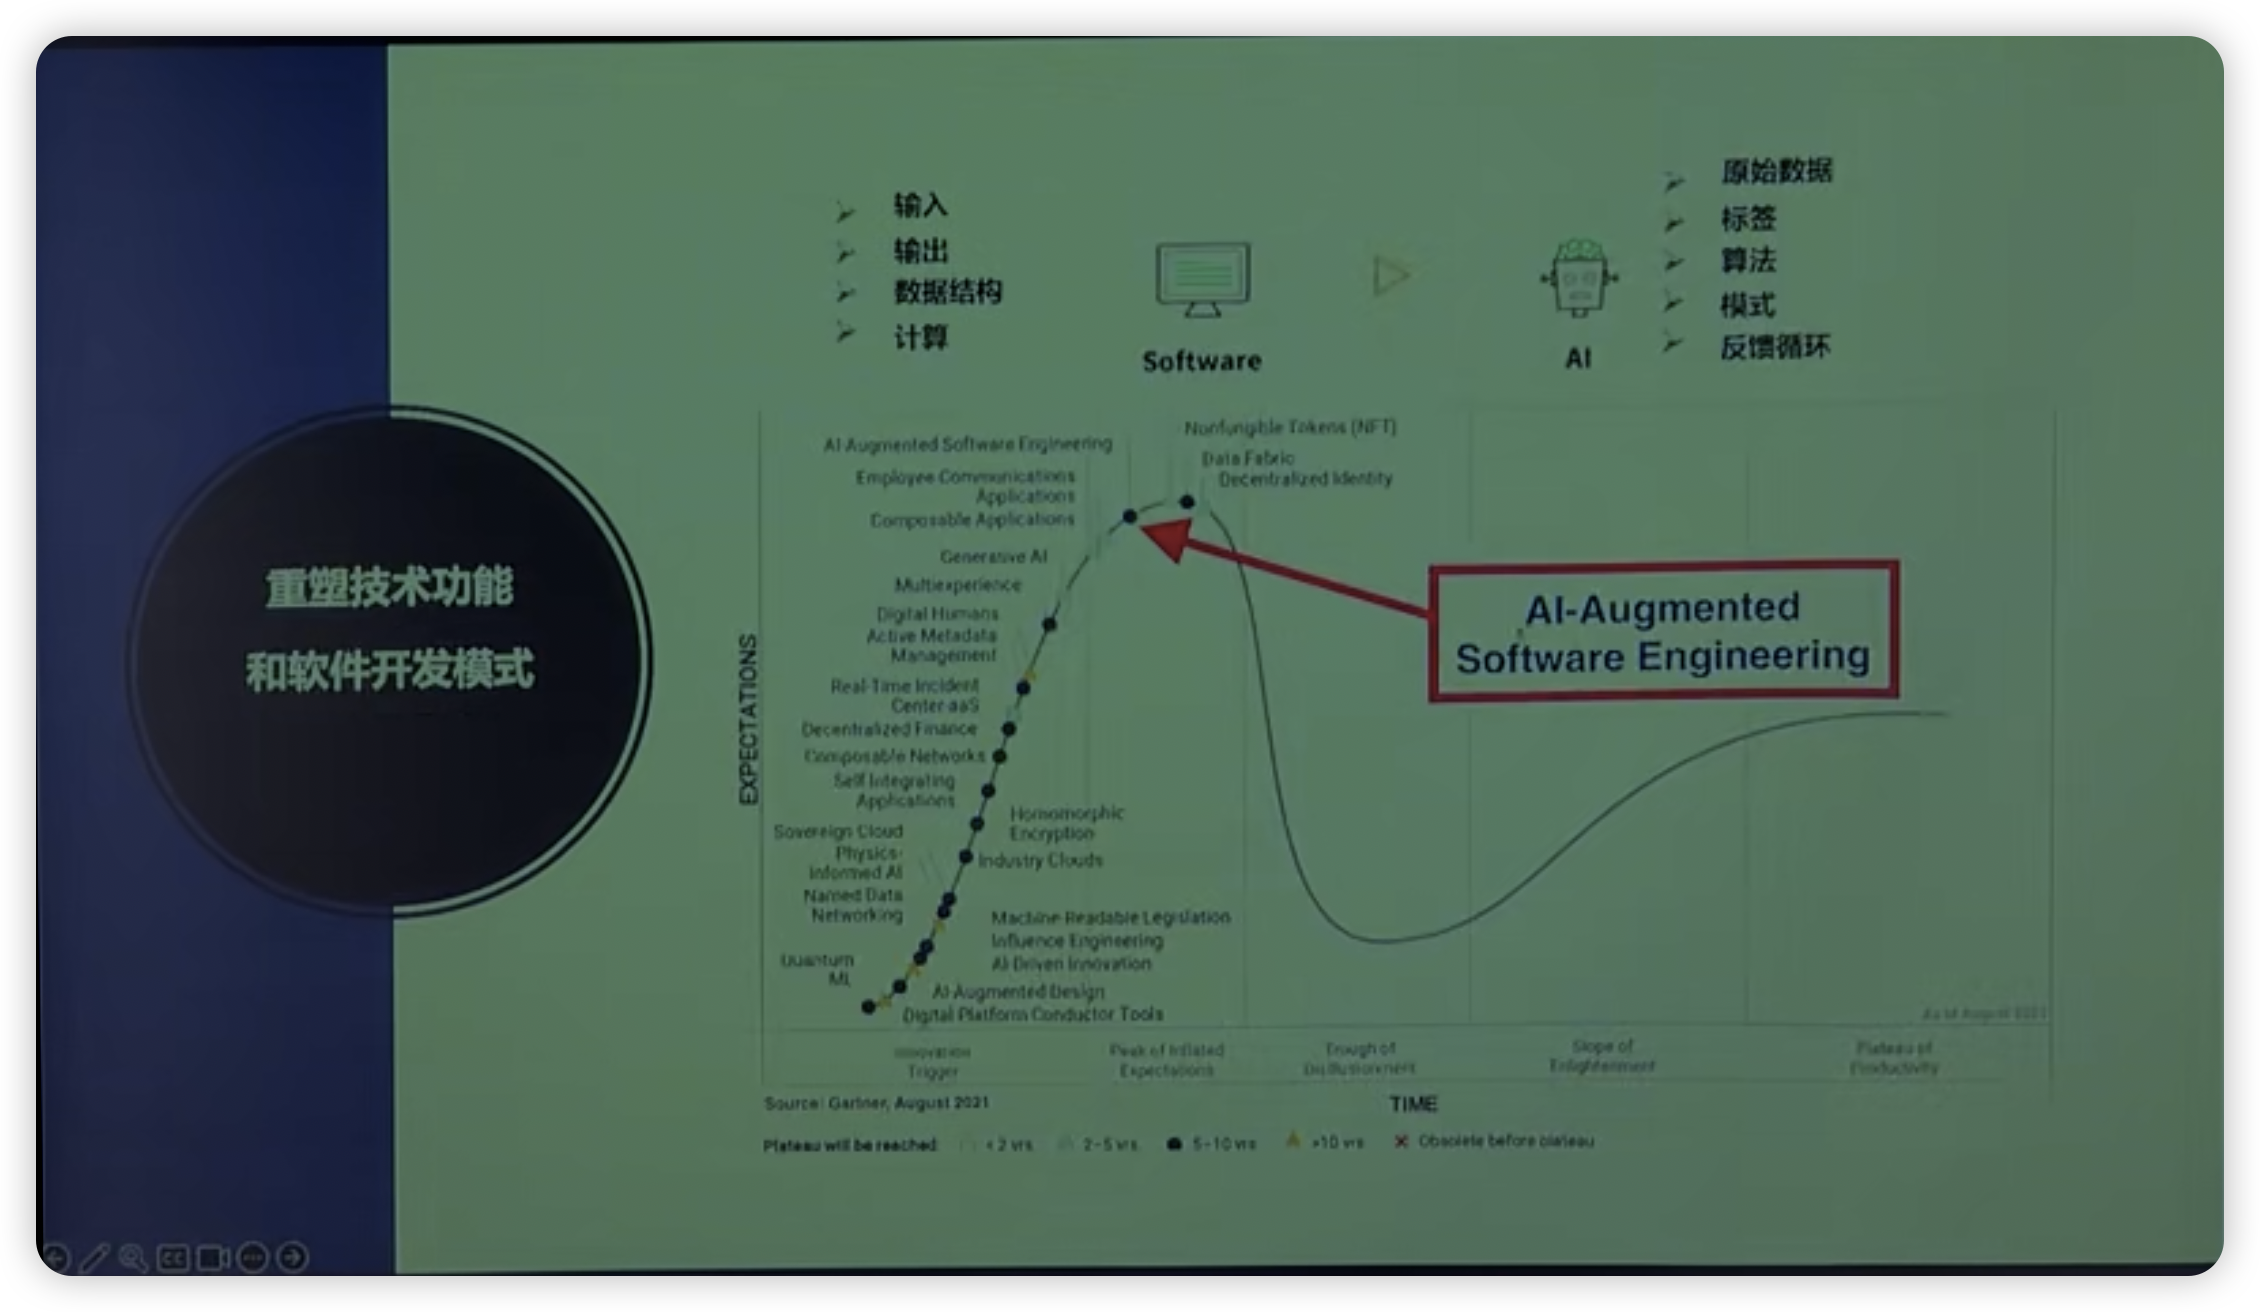 重塑技术功能
和软件开发模式
输入
输出
数据结构
计算
Software
AI
原始数据
标签
算法
模式
反馈循环
Nonfungible Tokens (NFT)
AI-Augmented Software Engineering
Data Fabric
Decentralized Identity
Employee Communications
Applications
Composable Applications
Generative AI
Multiexperience
Digital Humans
Active Metadata
Management
Real-Time Incident
Center-aaS
Decentralized Finance
Composable Networks
Self-Integrating
Applications
Homomorphic
Encryption
Sovereign Cloud
Physics-
Informed AI
Industry Clouds
Named Data
Networking
Machine-Readable Legislation
Influence Engineering
AI-Driven Innovation
Quantum
ML
AI-Augmented Design
Digital Platform Conductor Tools
AI-Augmented
Software Engineering
EXPECTATIONS
As of August 2021
Innovation
Trigger
Peak of Inflated
Expectations
Trough of
Disillusionment
Slope of
Enlightenment
Plateau of
Productivity
TIME
Source: Gartner, August 2021
Plateau will be reached: < 2 yrs. 2–5 yrs. 5–10 yrs. >10 yrs. Obsolete before plateau
CC